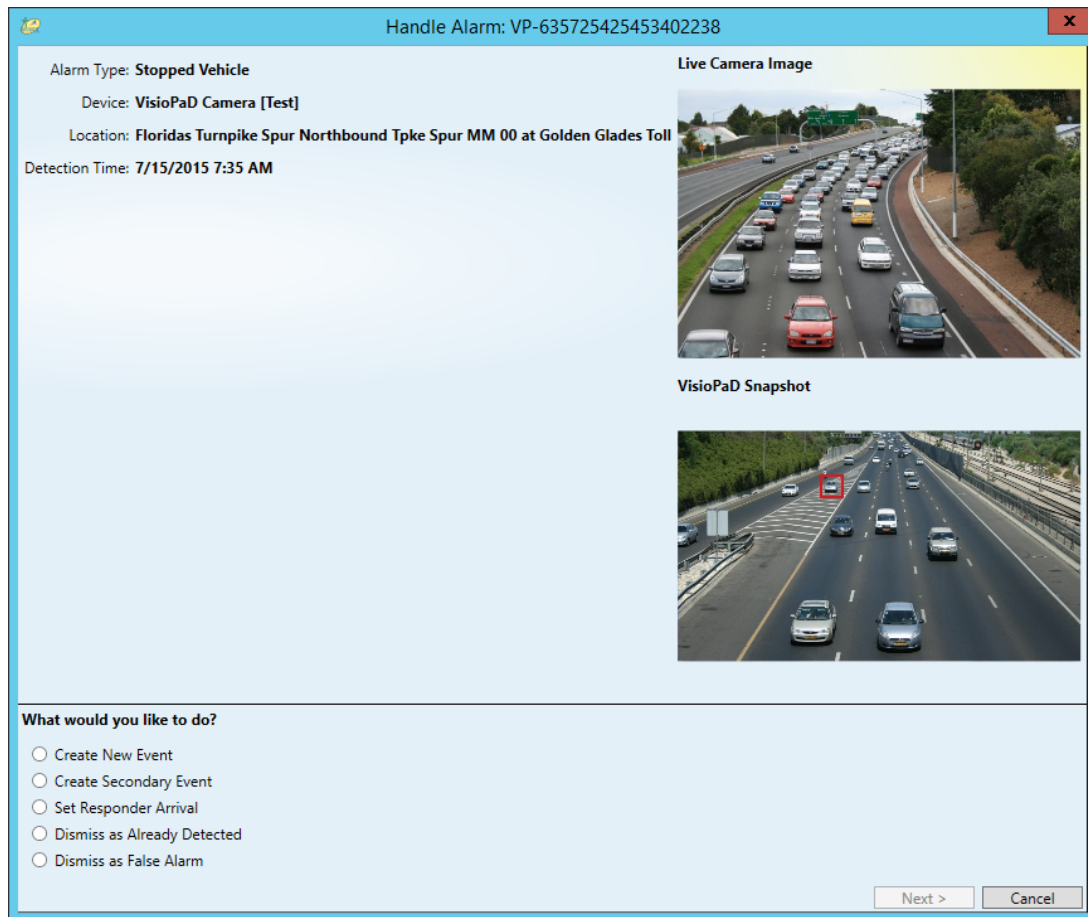 Handle Alarm: VP-635725425453402238
x
Alarm Type: Stopped Vehicle
Device: VisioPaD Camera [Test]
Location: Floridas Turnpike Spur Northbound Tpke Spur MM 00 at Golden Glades Toll
Detection Time: 7/15/2015 7:35 AM
Live Camera Image
VisioPaD Snapshot
What would you like to do?
Create New Event
Create Secondary Event
Set Responder Arrival
Dismiss as Already Detected
Dismiss as False Alarm
Next >
Cancel